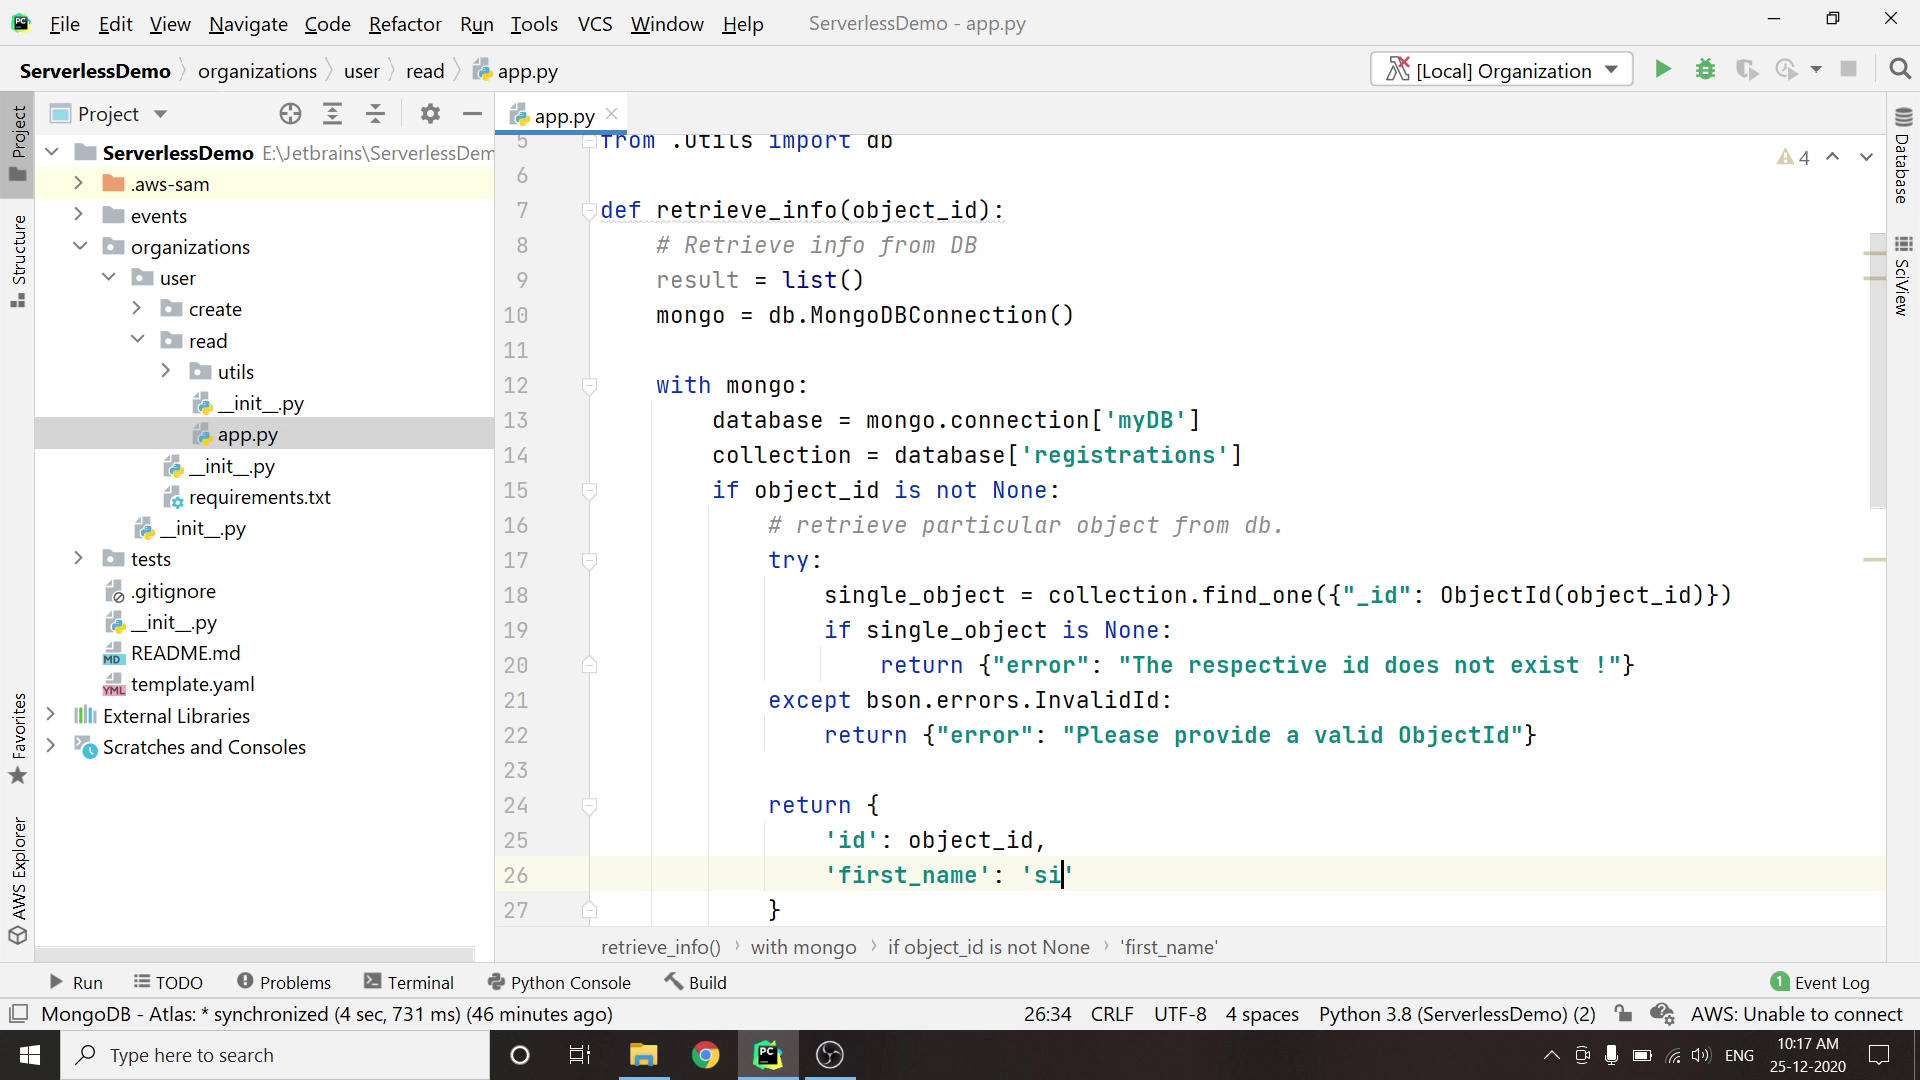 File Edit View Navigate Code Refactor Run Tools VCS Window Help ServerlessDemo - app.py
ServerlessDemo organizations user read app.py [Local] Organization
Project
app.py
Project
Structure
Favorites
AWS Explorer
ServerlessDemo E:\Jetbrains\ServerlessDem
.aws-sam
events
organizations
user
create
read
utils
__init__.py
app.py
__init__.py
requirements.txt
__init__.py
tests
.gitignore
__init__.py
README.md
template.yaml
External Libraries
Scratches and Consoles
4
5 from .utils import db
6
7 def retrieve_info(object_id):
8 # Retrieve info from DB
9 result = list()
10 mongo = db.MongoDBConnection()
11
12 with mongo:
13 database = mongo.connection['myDB']
14 collection = database['registrations']
15 if object_id is not None:
16 # retrieve particular object from db.
17 try:
18 single_object = collection.find_one({"_id": ObjectId(object_id)})
19 if single_object is None:
20 return {"error": "The respective id does not exist !"}
21 except bson.errors.InvalidId:
22 return {"error": "Please provide a valid ObjectId"}
23
24 return {
25 'id': object_id,
26 'first_name': 'si'
27 }
retrieve_info() with mongo if object_id is not None 'first_name'
Database
SciView
Run TODO Problems Terminal Python Console Build 1 Event Log
MongoDB - Atlas: * synchronized (4 sec, 731 ms) (46 minutes ago) 26:34 CRLF UTF-8 4 spaces Python 3.8 (ServerlessDemo) (2) AWS: Unable to connect
Type here to search
ENG
10:17 AM
25-12-2020